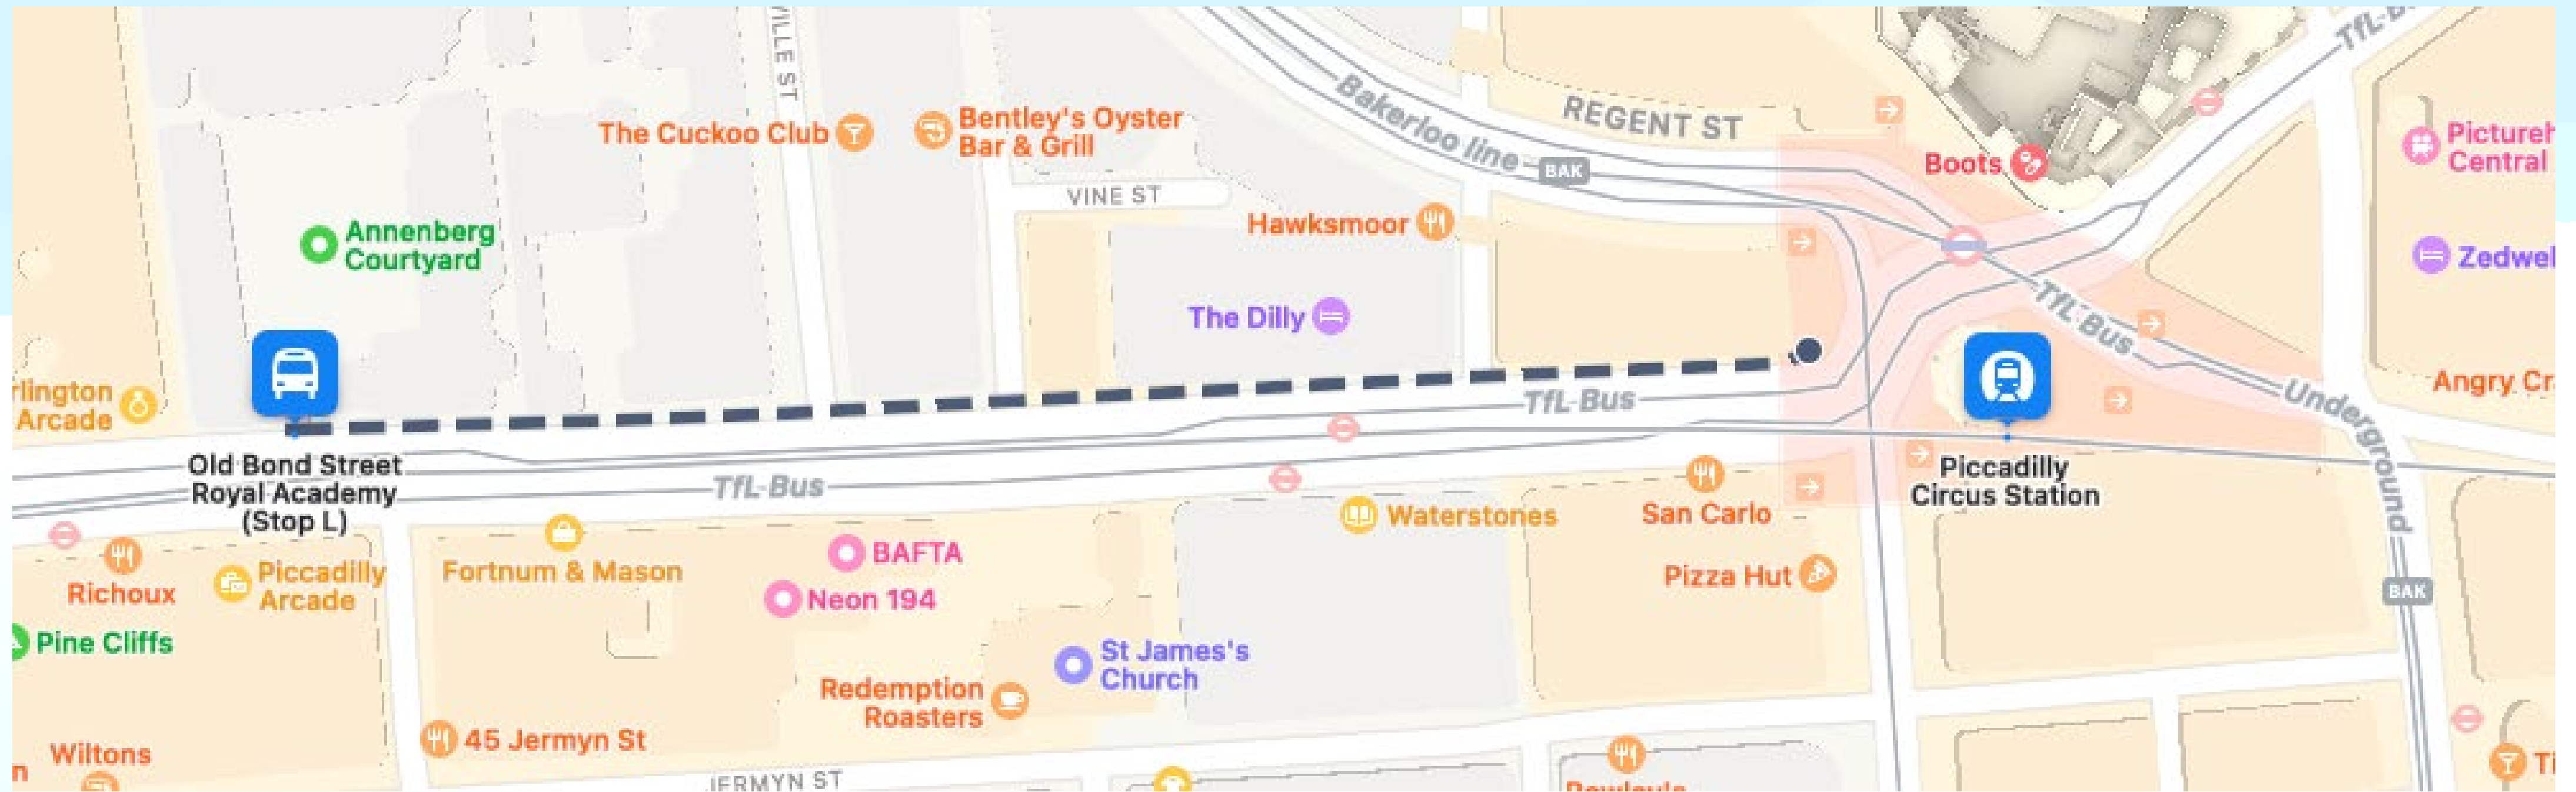 VILLE ST
TfL-B
Bakerloo line
BAK
REGENT ST
The Cuckoo Club
Bentley's Oyster
Bar & Grill
Boots
Central
VINE ST
Hawksmoor
Annenberg
Courtyard
The Dilly
TfL Bus
rlington
Arcade
TfL-Bus
Underground
Angry Cr
Old Bond Street
Royal Academy
(Stop L)
TfL-Bus
Piccadilly
Circus Station
Richoux
Piccadilly
Arcade
Fortnum & Mason
BAFTA
Neon 194
Waterstones
San Carlo
Pizza Hut
BAK
Pine Cliffs
St James's
Church
Redemption
Roasters
Wiltons
45 Jermyn St
JERMYN ST